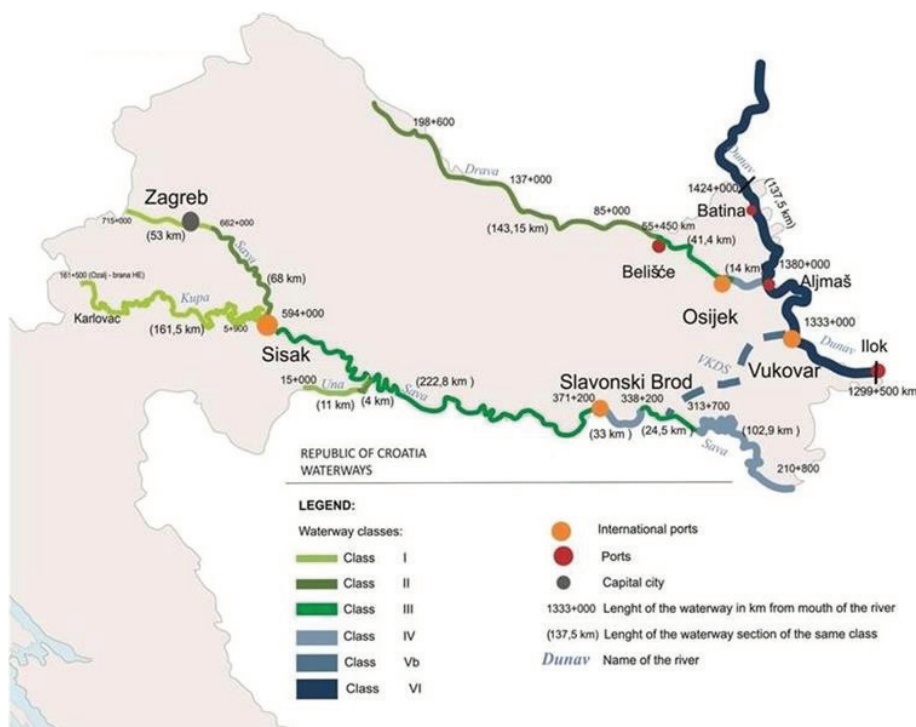 198+600
Drava
137+000
Dunav
1424+000
(137,5 km)
Batina
Zagreb
715+000
(53 km)
662+000
Sava
(68 km)
85+000
(143,15 km)
55+450 km
(41,4 km)
Belišće
(14 km)
1380+000
Aljmaš
Osijek
161+500 (Ozalj - brana HE)
Kupa
Karlovac
(161,5 km)
5+900
594+000
Sisak
1333+000
Dunav
Ilok
Vukovar
1299+500 km
VKDS
15+000
Una
(11 km)
(4 km)
Sava
(222,8 km)
Slavonski Brod
371+200
338+200
313+700
(33 km )
(24,5 km)
Sava
(102,9 km )
210+800
REPUBLIC OF CROATIA
WATERWAYS
LEGEND:
Waterway classes:
Class I
Class II
Class III
Class IV
Class Vb
Class VI
International ports
Ports
Capital city
1333+000 Lenght of the waterway in km from mouth of the river
(137,5 km) Lenght of the waterway section of the same class
Dunav Name of the river